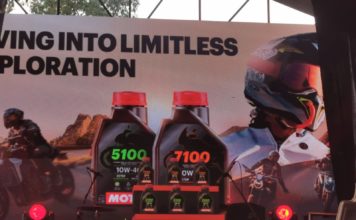 VING INTO LIMITLESS
PLORATION
5100
10W-4
MOT
7100
0W